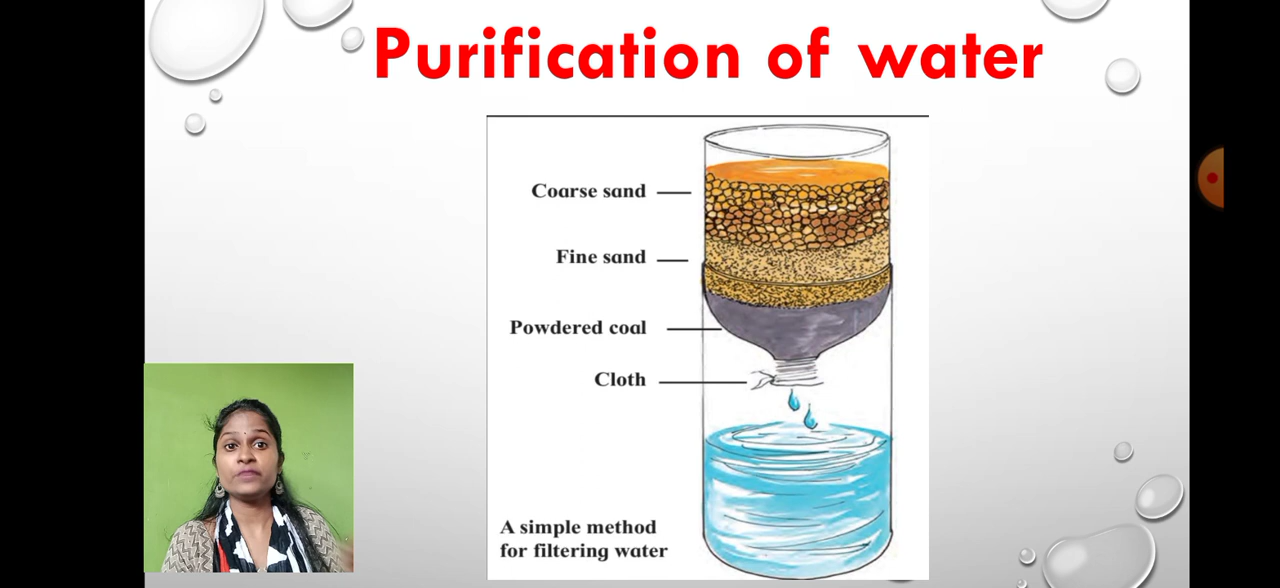 Purification of water
Coarse sand
Fine sand
Powdered coal
Cloth
A simple method
for filtering water